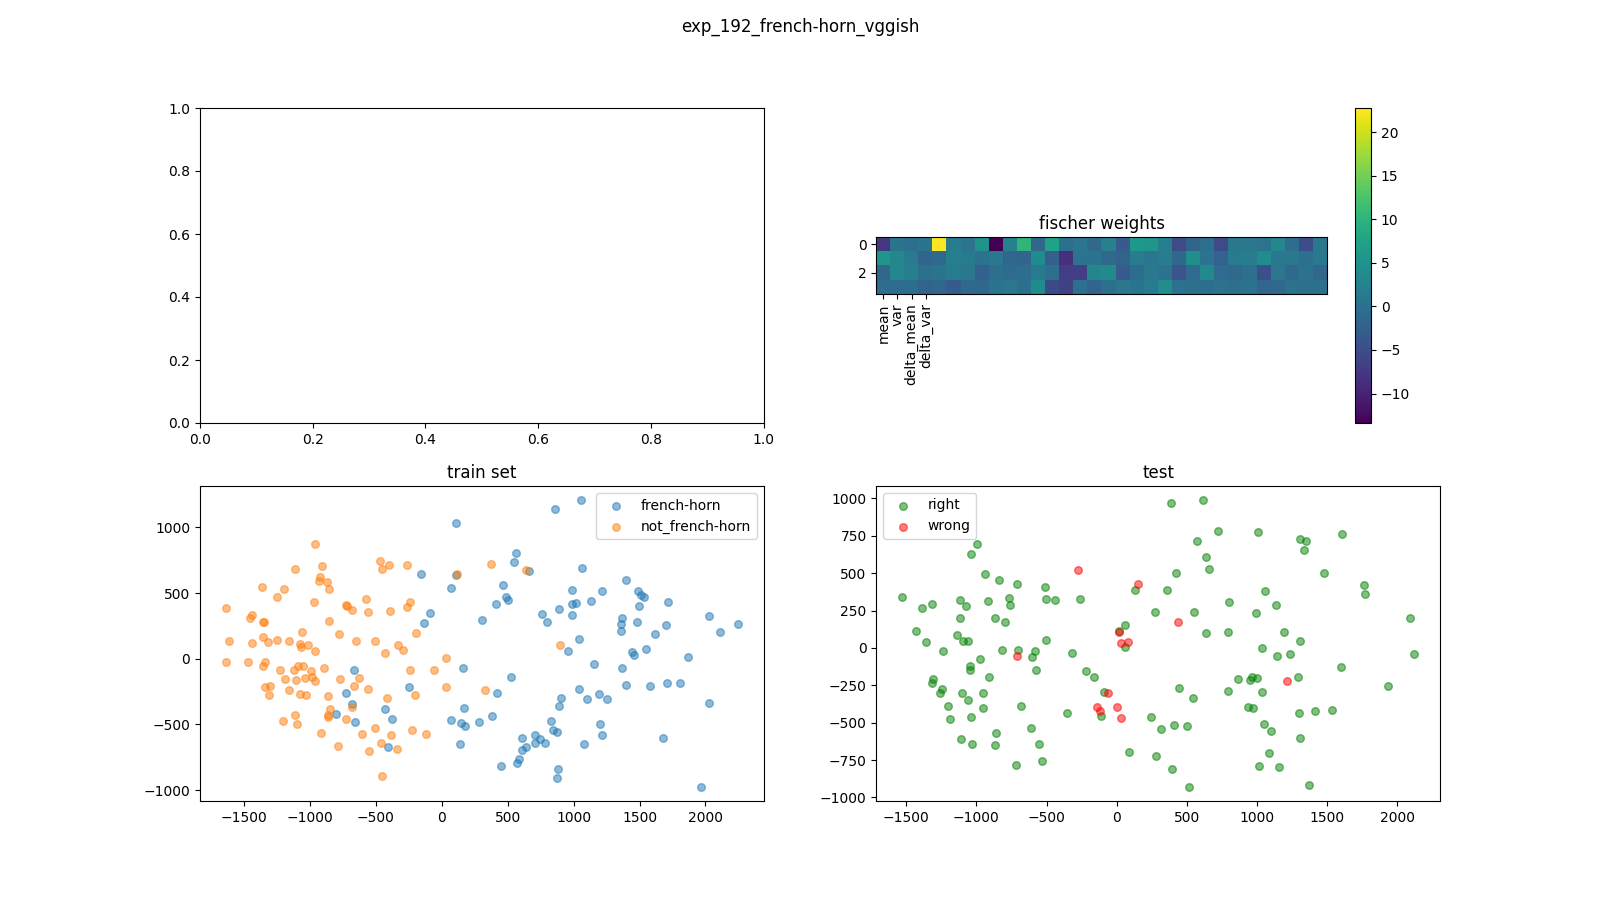 exp_192_french-horn_vggish
1.0
0.8
0.6
0.4
0.2
0.0
0.0 0.2 0.4 0.6 0.8 1.0
fischer weights
0
2
mean
var
delta_mean
delta_var
20
15
10
5
0
−5
−10
train set
french-horn
not_french-horn
1000
500
0
−500
−1000
−1500 −1000 −500 0 500 1000 1500 2000
test
right
wrong
1000
750
500
250
0
−250
−500
−750
−1000
−1500 −1000 −500 0 500 1000 1500 2000